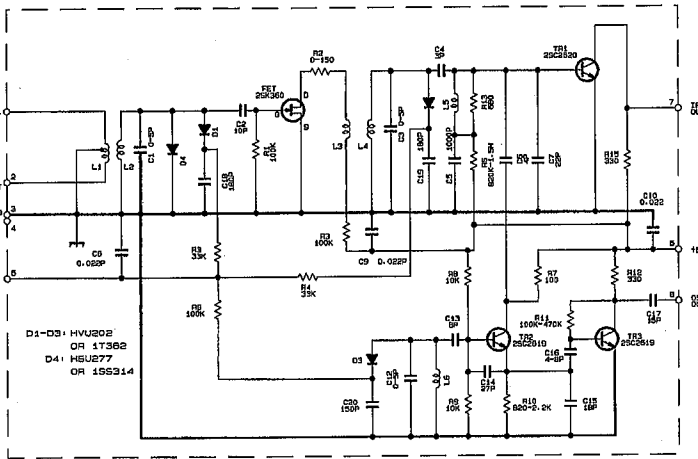 R2
0-150
FET
2SK360
D
G
S
C2
10P
R1
100K
L1
L2
C1 0-5P
D4
D1
C18
180P
L3
L4
C3 0-5P
C4
180P
C19
L5
1000P
C5
R13
680
R5
820K-1.5M
C7
22P
TR1
2SC2620
7
R15
330
C10
0.022
2
3
4
5
C8
0.022P
R3
100K
C9 0.022P
R3
33K
R4
33K
R6
100K
R8
10K
R7
100
R12
330
+B
6
8
R11
100K-470K
C17
15P
D1-D3: HVU202
OR 1T362
D4: HSU277
OR 1SS314
D3
C12
0-5P
L6
C13
8P
TR2
2SC2619
C16
4-8P
TR3
2SC2619
C14
27P
C20
150P
R9
10K
R10
820-2.2K
C15
18P